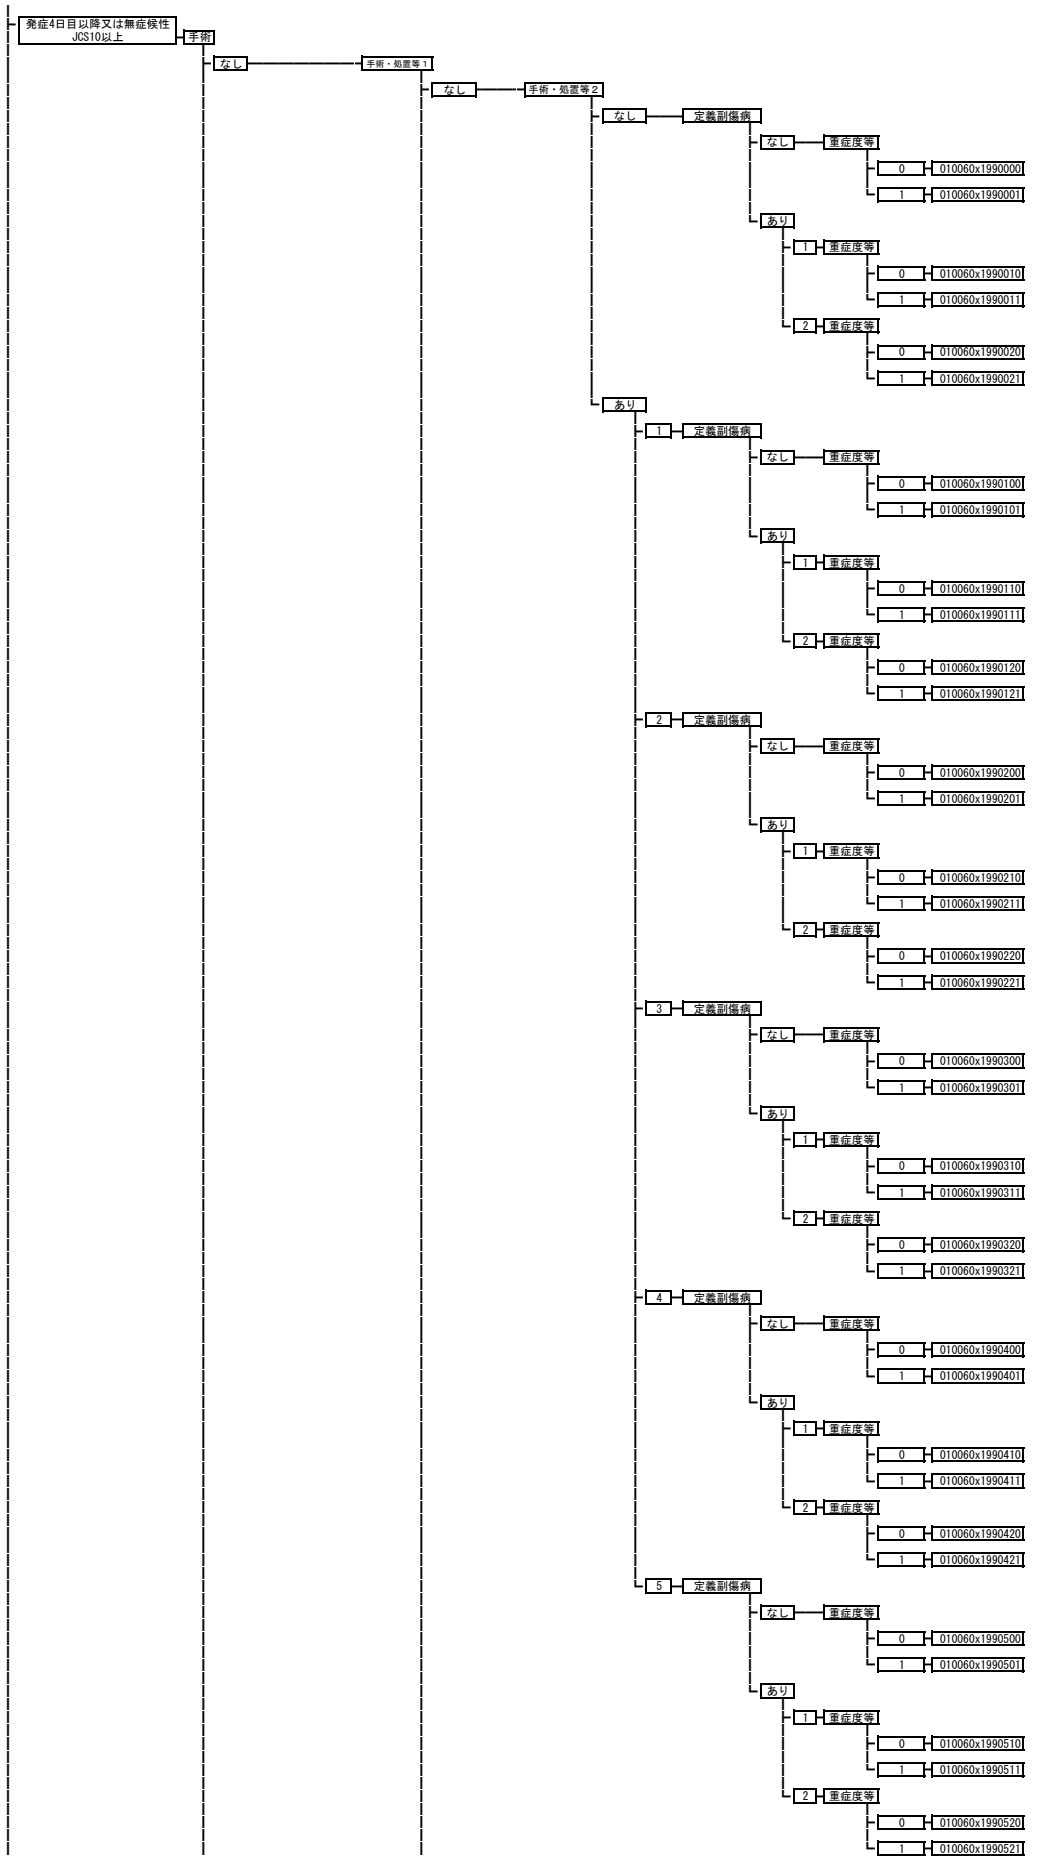 発症4日目以降又は無症候性
JCS10以上
手術
なし 手術・処置等１
なし 手術・処置等２
なし 定義副傷病
なし 重症度等
0 010060x1990000
1 010060x1990001
あり
1 重症度等
0 010060x1990010
1 010060x1990011
2 重症度等
0 010060x1990020
1 010060x1990021
あり
1 定義副傷病
なし 重症度等
0 010060x1990100
1 010060x1990101
あり
1 重症度等
0 010060x1990110
1 010060x1990111
2 重症度等
0 010060x1990120
1 010060x1990121
2 定義副傷病
なし 重症度等
0 010060x1990200
1 010060x1990201
あり
1 重症度等
0 010060x1990210
1 010060x1990211
2 重症度等
0 010060x1990220
1 010060x1990221
3 定義副傷病
なし 重症度等
0 010060x1990300
1 010060x1990301
あり
1 重症度等
0 010060x1990310
1 010060x1990311
2 重症度等
0 010060x1990320
1 010060x1990321
4 定義副傷病
なし 重症度等
0 010060x1990400
1 010060x1990401
あり
1 重症度等
0 010060x1990410
1 010060x1990411
2 重症度等
0 010060x1990420
1 010060x1990421
5 定義副傷病
なし 重症度等
0 010060x1990500
1 010060x1990501
あり
1 重症度等
0 010060x1990510
1 010060x1990511
2 重症度等
0 010060x1990520
1 010060x1990521